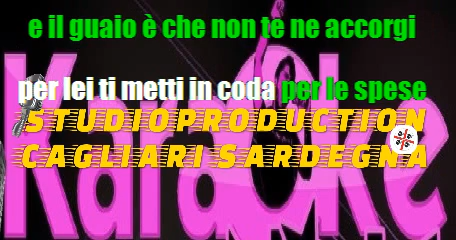 e il guaio è che non te ne accorgi
per lei ti metti in coda per le spese
STUDIOPRODUCTION
CAGLIARI SARDEGNA
Karaoke